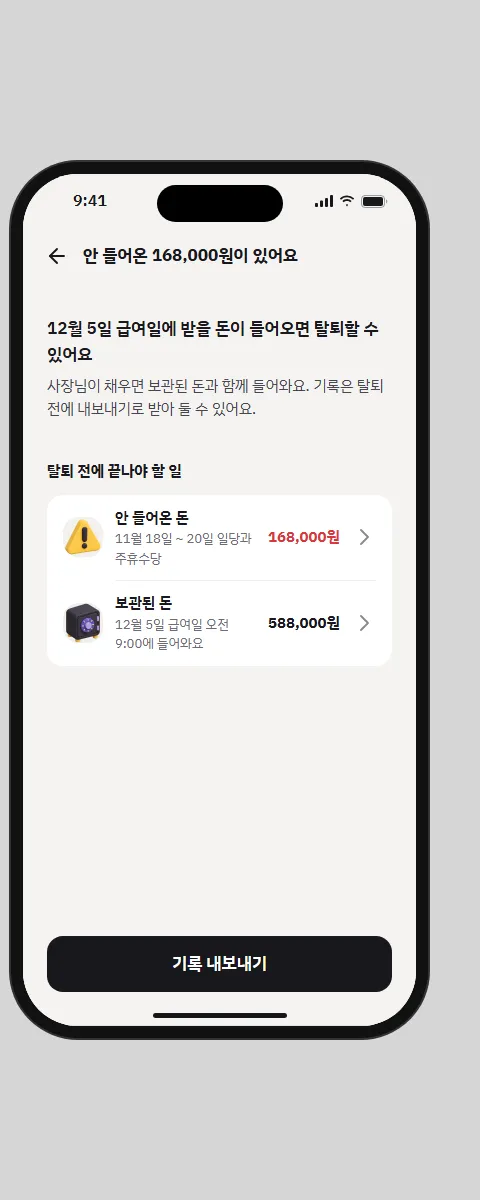 9:41
안 들어온 168,000원이 있어요
12월 5일 급여일에 받을 돈이 들어오면 탈퇴할 수
있어요
사장님이 채우면 보관된 돈과 함께 들어와요. 기록은 탈퇴
전에 내보내기로 받아 둘 수 있어요.
탈퇴 전에 끝나야 할 일
안 들어온 돈
11월 18일 ~ 20일 일당과
주휴수당
168,000원
보관된 돈
12월 5일 급여일 오전
9:00에 들어와요
588,000원
기록 내보내기